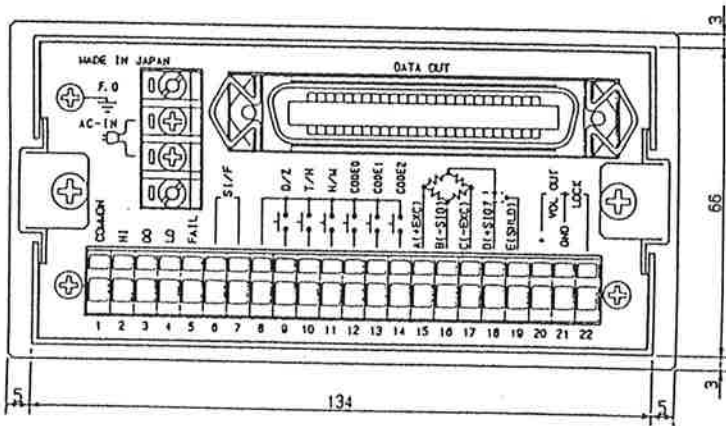 MADE IN JAPAN
F.G
AC-IN
DATA OUT
COMMON
HI
GO
LO
FAIL
SI/F
D/Z
T/H
H/W
CODE0
CODE1
CODE2
A(+EXC)
B(-SIG)
C(-EXC)
E(SHLD)
+
VOL OUT
GND
LOCK
1 2 3 4 5 6 7 8 9 10 11 12 13 14 15 16 17 18 19 20 21 22
3
66
3
5
134
5